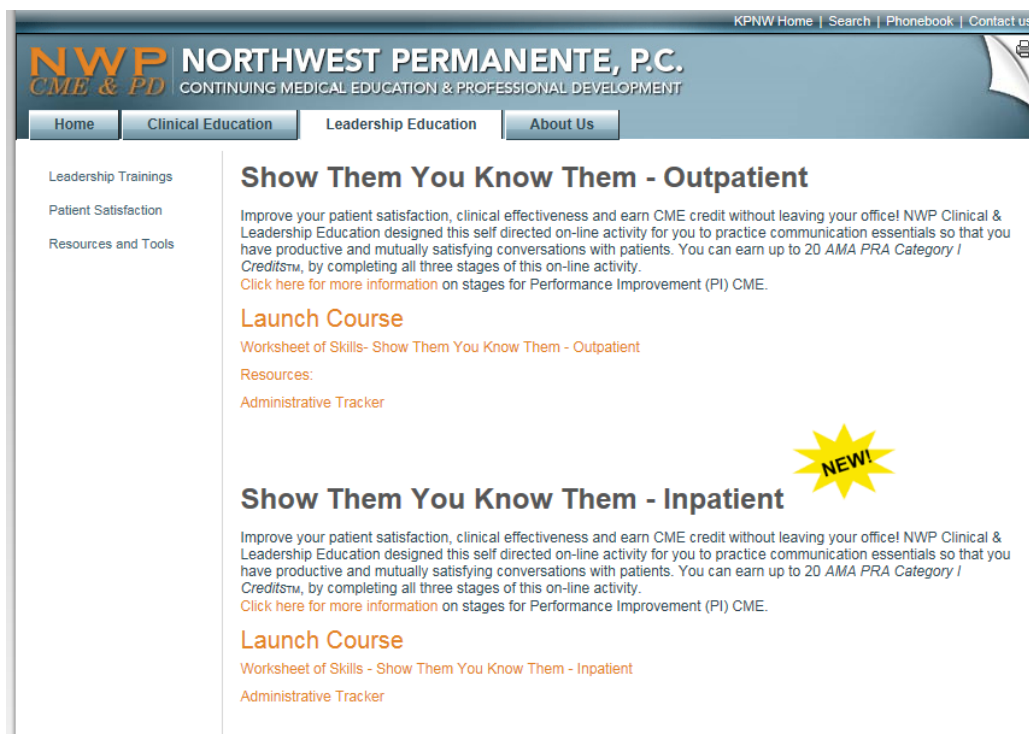 KPNW Home | Search | Phonebook | Contact us
NWP NORTHWEST PERMANENTE, P.C.
CME & PD CONTINUING MEDICAL EDUCATION & PROFESSIONAL DEVELOPMENT
Home Clinical Education Leadership Education About Us
Leadership Trainings
Patient Satisfaction
Resources and Tools
Show Them You Know Them - Outpatient
Improve your patient satisfaction, clinical effectiveness and earn CME credit without leaving your office! NWP Clinical &
Leadership Education designed this self directed on-line activity for you to practice communication essentials so that you
have productive and mutually satisfying conversations with patients. You can earn up to 20 AMA PRA Category I
Credits™, by completing all three stages of this on-line activity.
Click here for more information on stages for Performance Improvement (PI) CME.
Launch Course
Worksheet of Skills- Show Them You Know Them - Outpatient
Resources:
Administrative Tracker
NEW!
Show Them You Know Them - Inpatient
Improve your patient satisfaction, clinical effectiveness and earn CME credit without leaving your office! NWP Clinical &
Leadership Education designed this self directed on-line activity for you to practice communication essentials so that you
have productive and mutually satisfying conversations with patients. You can earn up to 20 AMA PRA Category I
Credits™, by completing all three stages of this on-line activity.
Click here for more information on stages for Performance Improvement (PI) CME.
Launch Course
Worksheet of Skills - Show Them You Know Them - Inpatient
Administrative Tracker